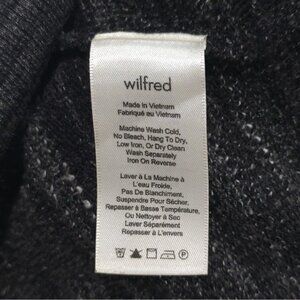 wilfred
Made in Vietnam
Fabriqué au Vietnam
Machine Wash Cold,
No Bleach, Hang To Dry,
Low Iron, Or Dry Clean
Wash Separately
Iron On Reverse
Laver À La Machine À
L'eau Froide,
Pas De Blanchiment,
Suspendre Pour Sécher,
Repasser À Basse Température,
Ou Nettoyer À Sec
Laver Séparément
Repasser À L'envers